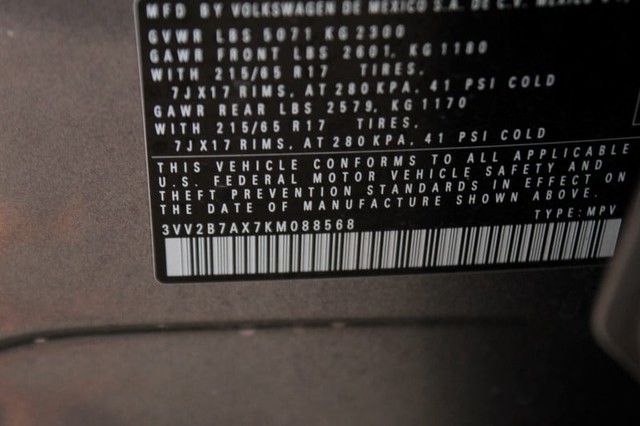 MFD BY VOLKSWAGEN DE MEXICO S.A. DE C.V. MEXICO
GVWR LBS 5071 KG 2300
GAWR FRONT LBS 2601, KG 1180
WITH 215/65 R17 TIRES,
7JX17 RIMS, AT 280 KPA, 41 PSI COLD
GAWR REAR LBS 2579, KG 1170
WITH 215/65 R17 TIRES.
7JX17 RIMS, AT 280 KPA, 41 PSI COLD
THIS VEHICLE CONFORMS TO ALL APPLICABLE
U.S. FEDERAL MOTOR VEHICLE SAFETY AND
THEFT PREVENTION STANDARDS IN EFFECT ON
THE DATE OF MANUFACTURE SHOWN ABOVE.
TYPE: MPV
3VV2B7AX7KM088568